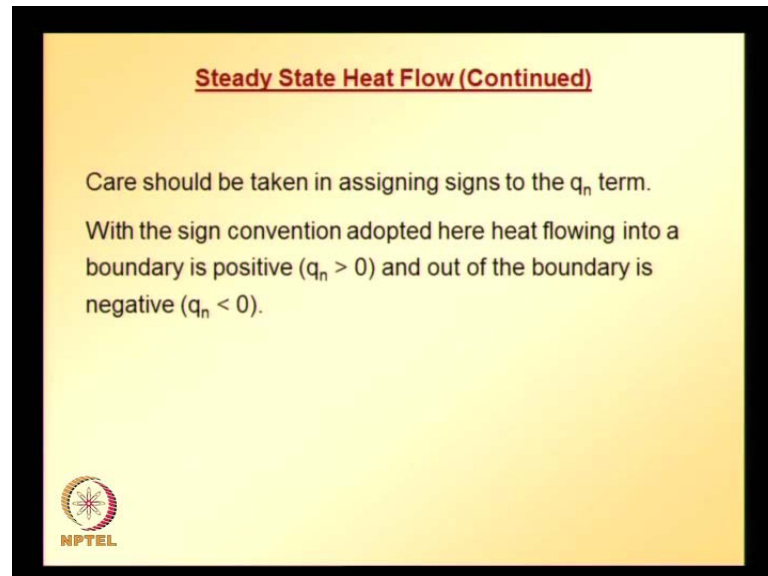 Steady State Heat Flow (Continued)
Care should be taken in assigning signs to the qₙ term.
With the sign convention adopted here heat flowing into a
boundary is positive (qₙ > 0) and out of the boundary is
negative (qₙ < 0).
NPTEL